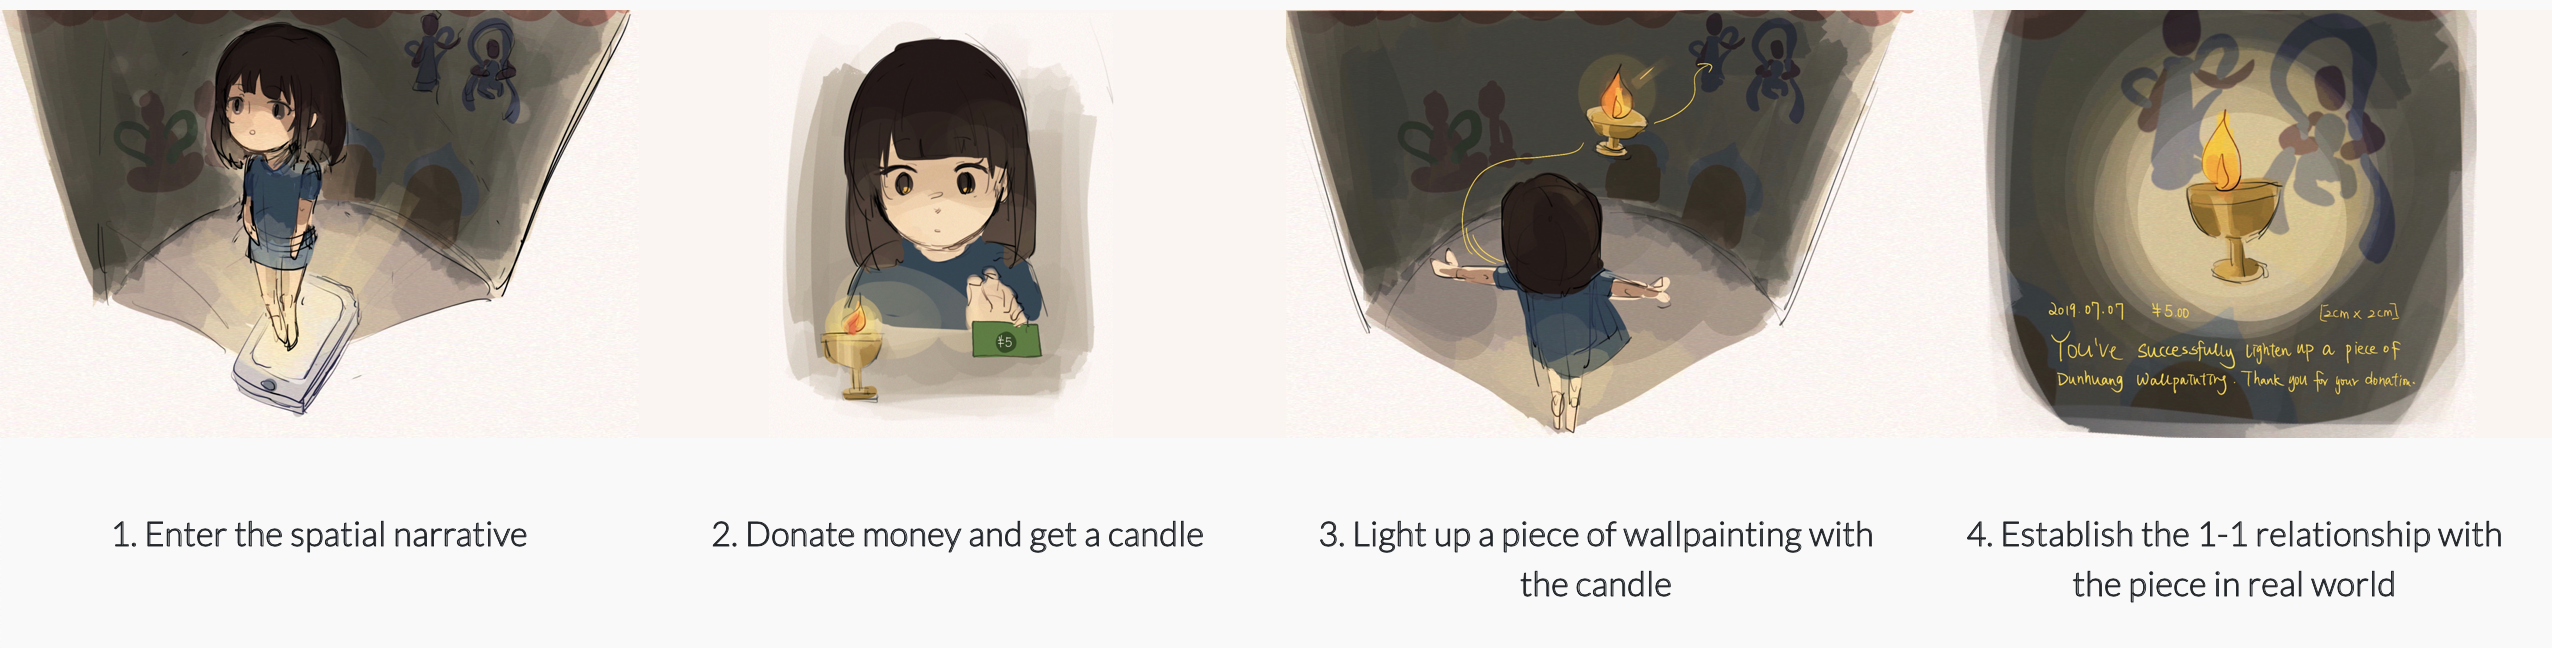 ¥5
2019.07.07 ¥5.00 [2cm x 2cm]
You've successfully lighten up a piece of
Dunhuang Wallpainting. Thank you for your donation.
1. Enter the spatial narrative
2. Donate money and get a candle
3. Light up a piece of wallpainting with
the candle
4. Establish the 1-1 relationship with
the piece in real world